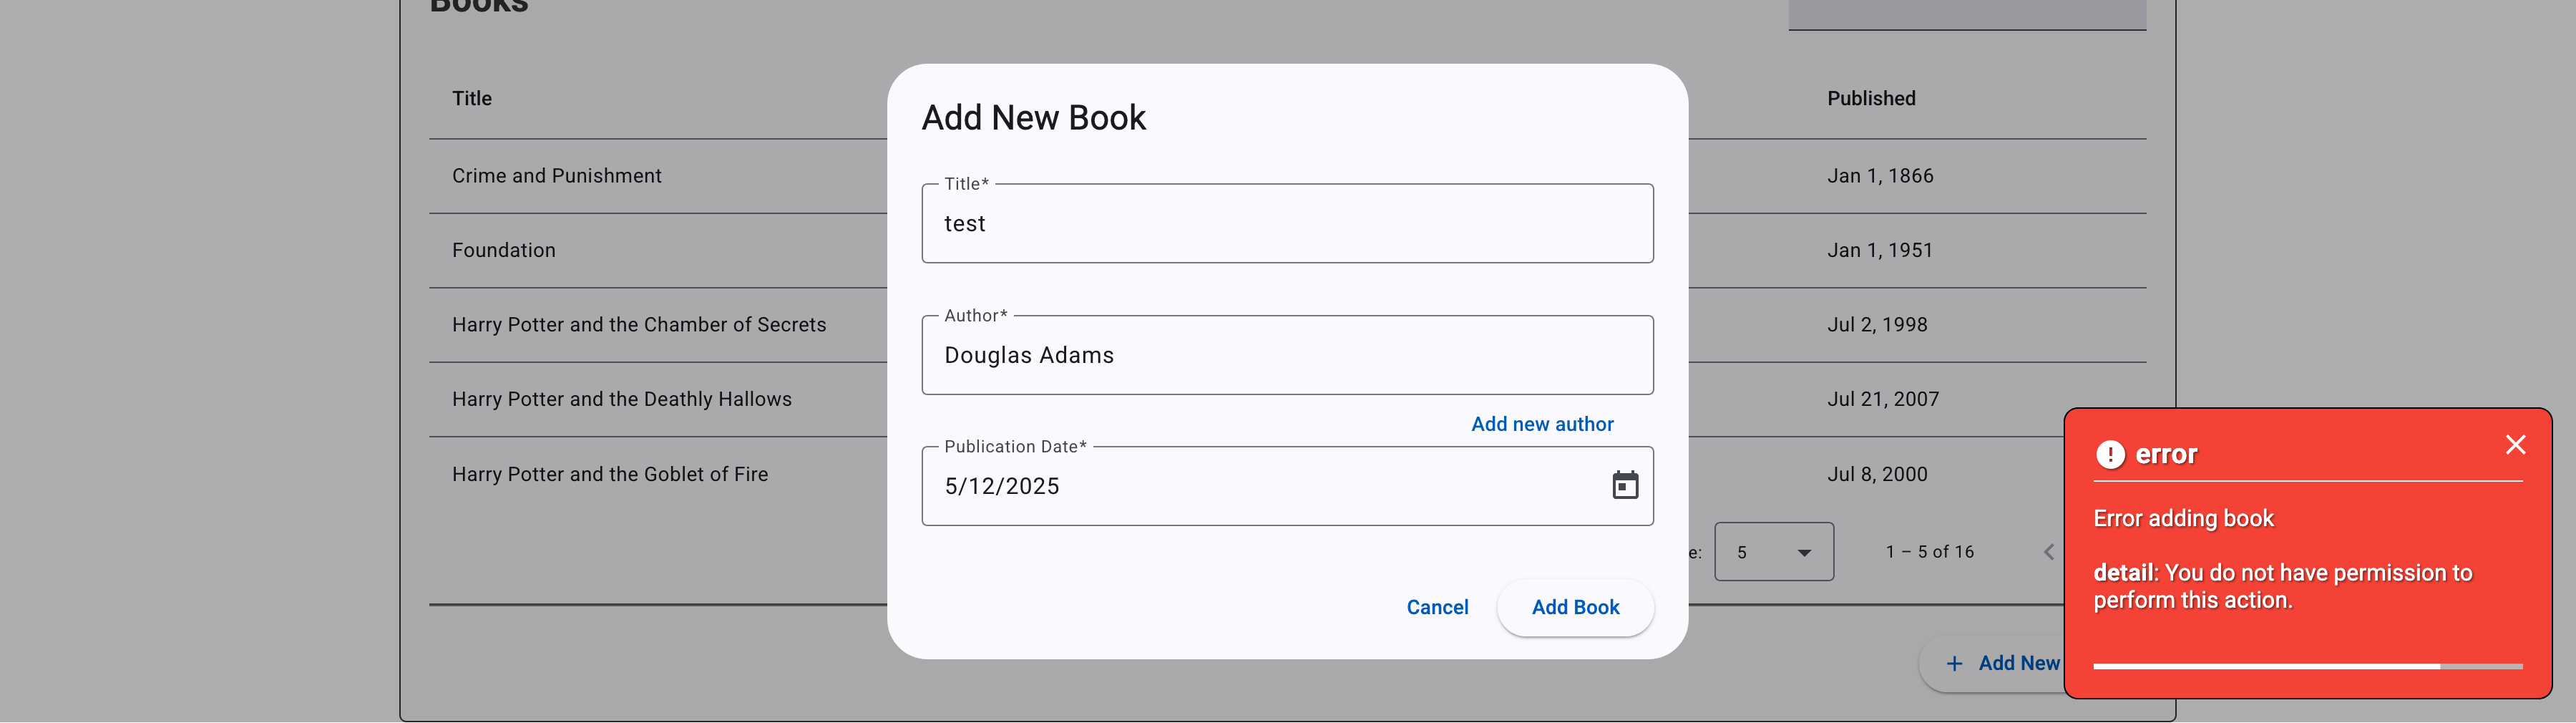 Books
Title
Published
Crime and Punishment
Jan 1, 1866
Foundation
Jan 1, 1951
Harry Potter and the Chamber of Secrets
Jul 2, 1998
Harry Potter and the Deathly Hallows
Jul 21, 2007
Harry Potter and the Goblet of Fire
Jul 8, 2000
e:
5
1 – 5 of 16
+ Add New
Add New Book
Title*
test
Author*
Douglas Adams
Add new author
Publication Date*
5/12/2025
Cancel
Add Book
error
Error adding book
detail: You do not have permission to
perform this action.